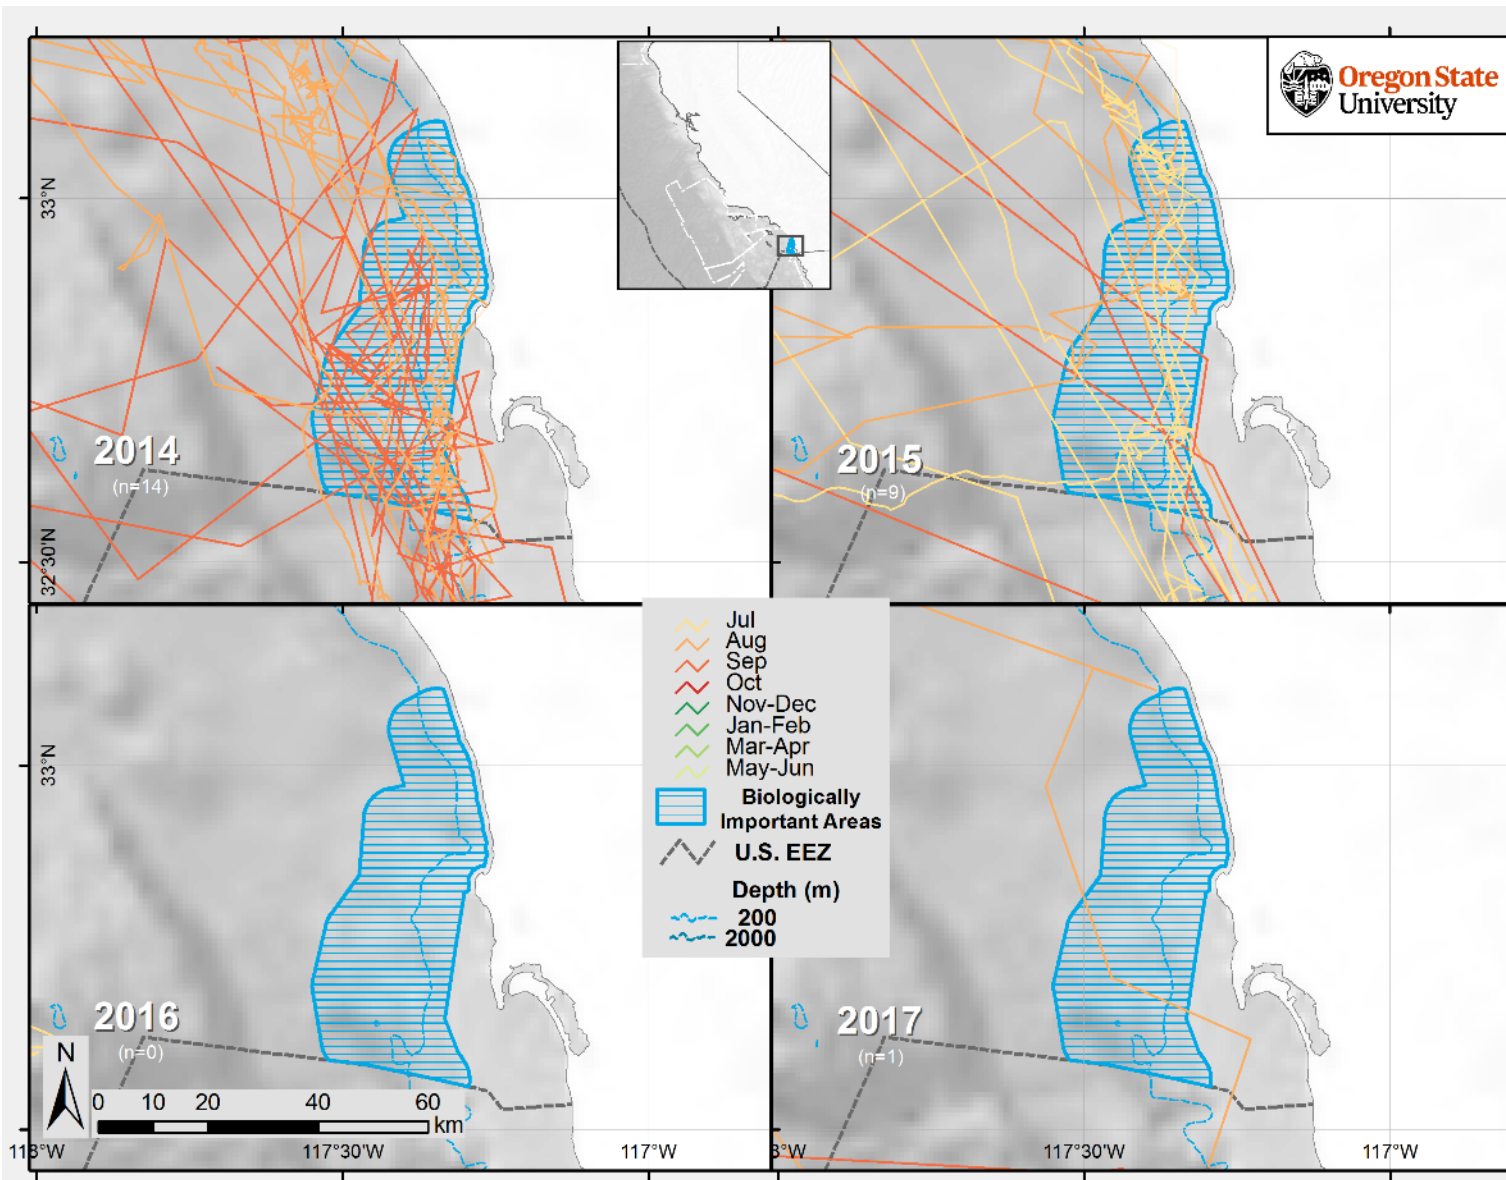 Oregon State
University
33°N
32°30'N
2014
(n=14)
2015
(n=9)
Jul
Aug
Sep
Oct
Nov-Dec
Jan-Feb
Mar-Apr
May-Jun
Biologically
Important Areas
U.S. EEZ
Depth (m)
200
2000
33°N
2016
(n=0)
2017
(n=1)
N
0 10 20 40 60
km
118°W 117°30'W 117°W 8°W 117°30'W 117°W